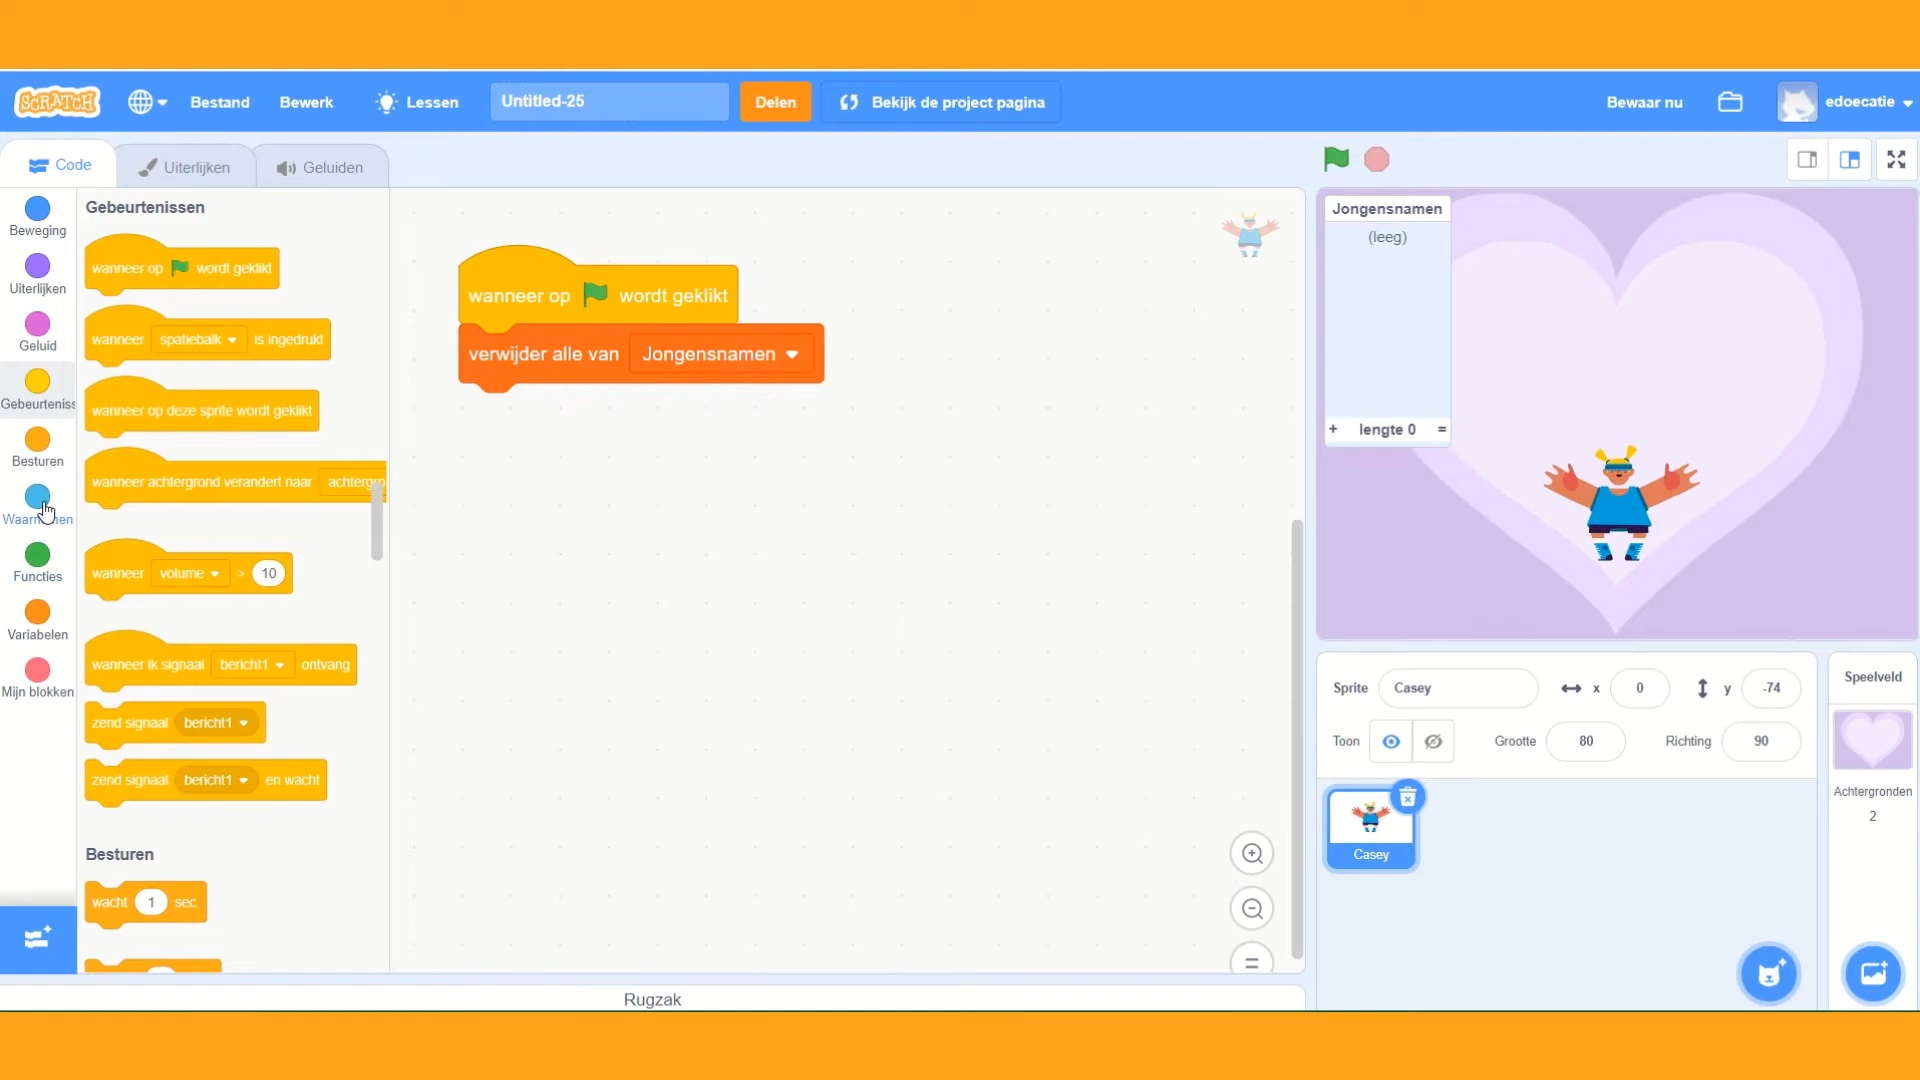 SCRATCH Bestand Bewerk Lessen Untitled-25 Delen Bekijk de project pagina Bewaar nu edoecatie
Code Uiterlijken Geluiden
Beweging
Uiterlijken
Geluid
Gebeurteniss
Besturen
Functies
Variabelen
Mijn blokken
Gebeurtenissen
wanneer op wordt geklikt
wanneer spatiebalk is ingedrukt
wanneer op deze sprite wordt geklikt
wanneer achtergrond verandert naar achtergro
wanneer volume > 10
wanneer ik signaal bericht1 ontvang
zend signaal bericht1
zend signaal bericht1 en wacht
Besturen
wacht 1 sec.
wanneer op wordt geklikt
verwijder alle van Jongensnamen
Rugzak
Jongensnamen
(leeg)
+ lengte 0 =
Sprite Casey x 0 y -74
Toon Grootte 80 Richting 90
Casey
Speelveld
Achtergronden
2